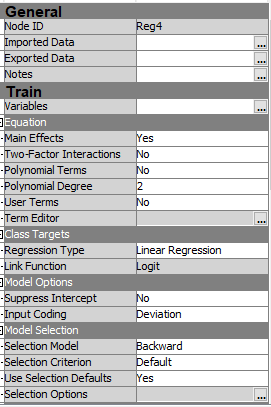 General
Node ID Reg4
Imported Data ...
Exported Data ...
Notes ...
Train
Variables ...
Equation
Main Effects Yes
Two-Factor Interactions No
Polynomial Terms No
Polynomial Degree 2
User Terms No
Term Editor ...
Class Targets
Regression Type Linear Regression
Link Function Logit
Model Options
Suppress Intercept No
Input Coding Deviation
Model Selection
Selection Model Backward
Selection Criterion Default
Use Selection Defaults Yes
Selection Options ...